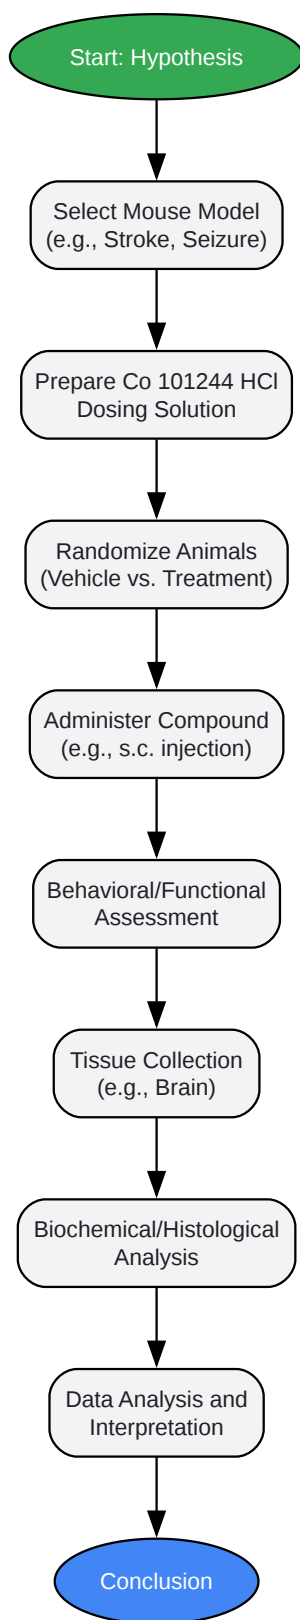 Start: Hypothesis
Select Mouse Model
(e.g., Stroke, Seizure)
Prepare Co 101244 HCl
Dosing Solution
Randomize Animals
(Vehicle vs. Treatment)
Administer Compound
(e.g., s.c. injection)
Behavioral/Functional
Assessment
Tissue Collection
(e.g., Brain)
Biochemical/Histological
Analysis
Data Analysis and
Interpretation
Conclusion